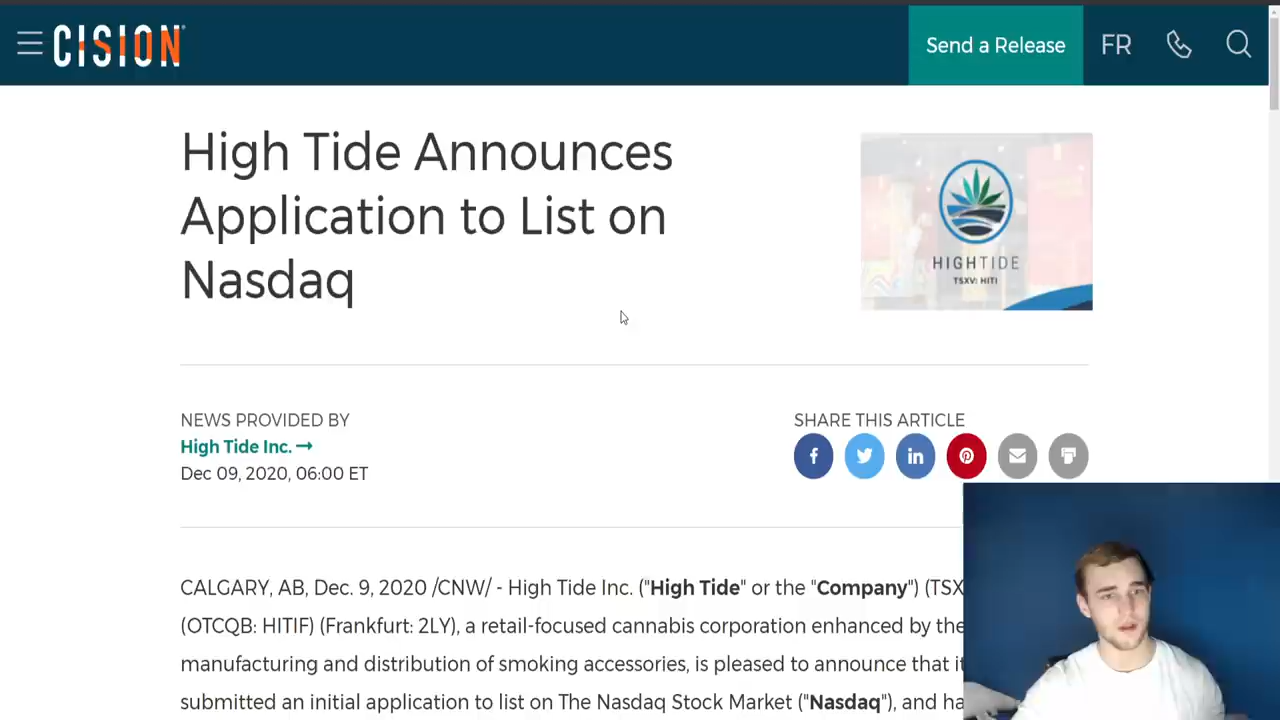 CISION
Send a Release
FR
High Tide Announces
Application to List on
Nasdaq
HIGHTIDE
TSXV: HITI
NEWS PROVIDED BY
High Tide Inc.
Dec 09, 2020, 06:00 ET
SHARE THIS ARTICLE
CALGARY, AB, Dec. 9, 2020 /CNW/ - High Tide Inc. ("High Tide" or the "Company") (TSX
(OTCQB: HITIF) (Frankfurt: 2LY), a retail-focused cannabis corporation enhanced by the
manufacturing and distribution of smoking accessories, is pleased to announce that it
submitted an initial application to list on The Nasdaq Stock Market ("Nasdaq"), and ha